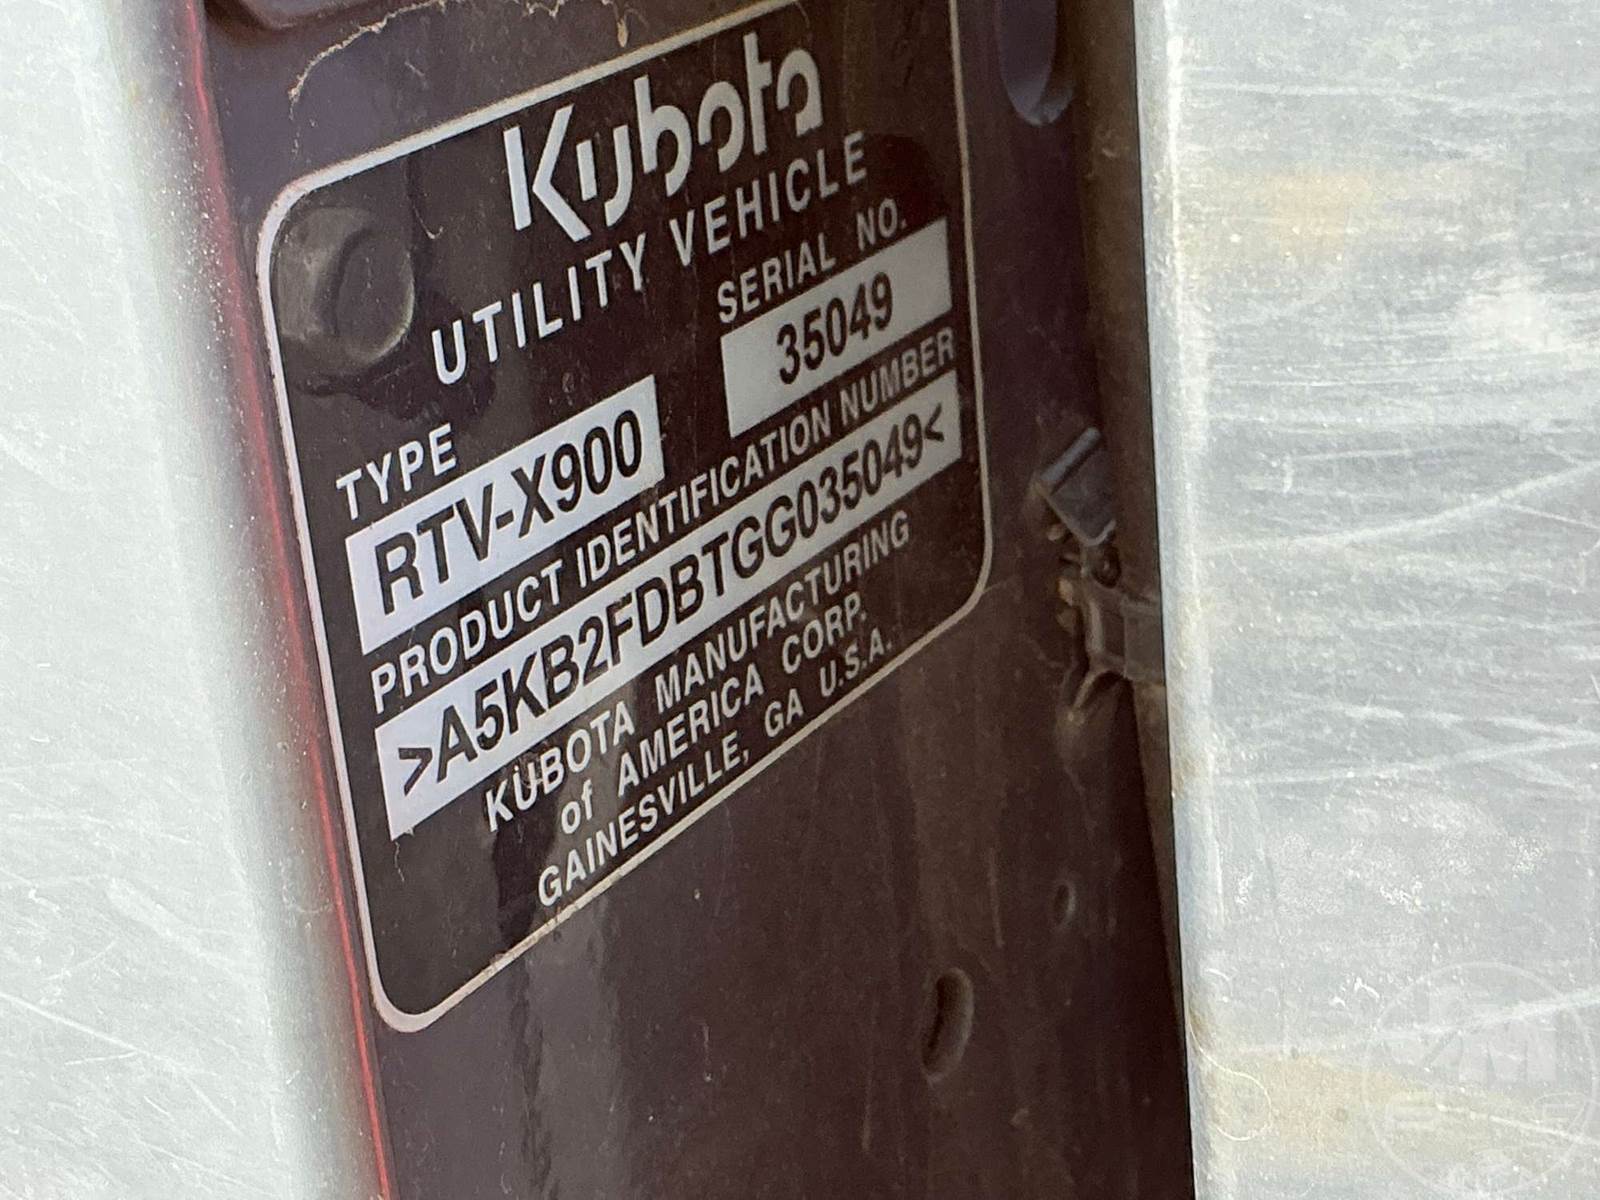 Kubota
UTILITY VEHICLE
SERIAL NO.
35049
TYPE
RTV-X900
PRODUCT IDENTIFICATION NUMBER
>A5KB2FDBTGG035049<
KUBOTA MANUFACTURING
of AMERICA CORP.
GAINESVILLE, GA U.S.A.